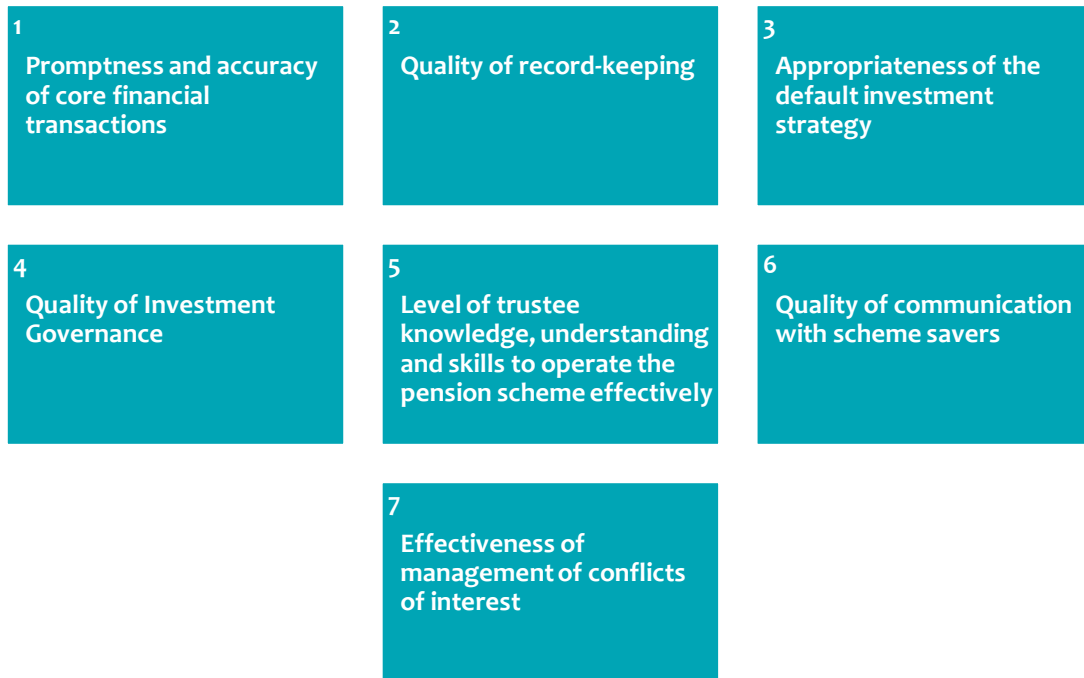 1
Promptness and accuracy
of core financial
transactions
2
Quality of record-keeping
3
Appropriateness of the
default investment
strategy
4
Quality of Investment
Governance
5
Level of trustee
knowledge, understanding
and skills to operate the
pension scheme effectively
6
Quality of communication
with scheme savers
7
Effectiveness of
management of conflicts
of interest